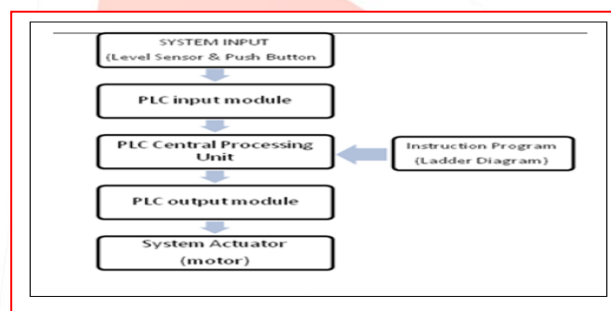 SYSTEM INPUT
(Level Sensor & Push Button
PLC input module
PLC Central Processing
Unit
Instruction Program
(Ladder Diagram)
PLC output module
System Actuator
(motor)